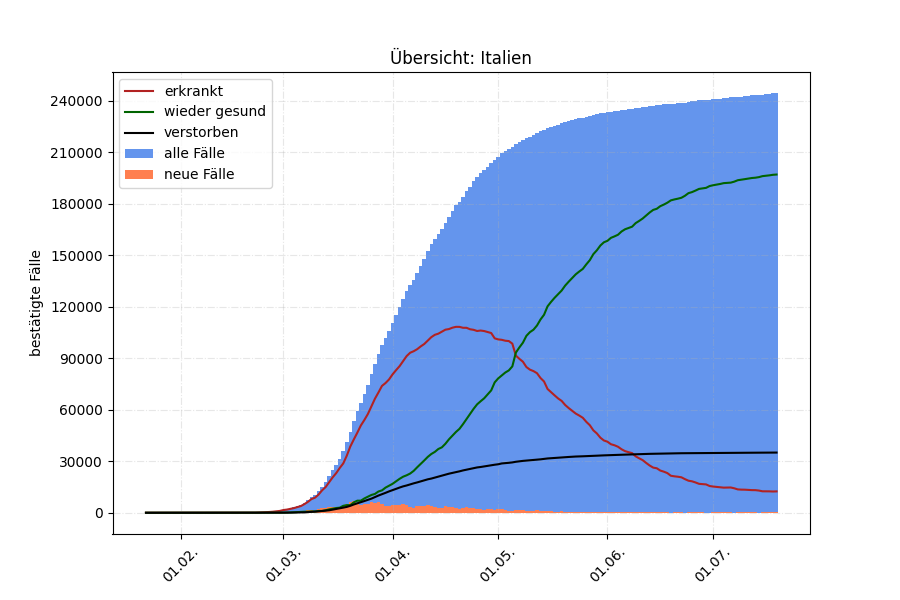 Übersicht: Italien
erkrankt
wieder gesund
verstorben
alle Fälle
neue Fälle
bestätigte Fälle
240000
210000
180000
150000
120000
90000
60000
30000
0
01.02.
01.03.
01.04.
01.05.
01.06.
01.07.